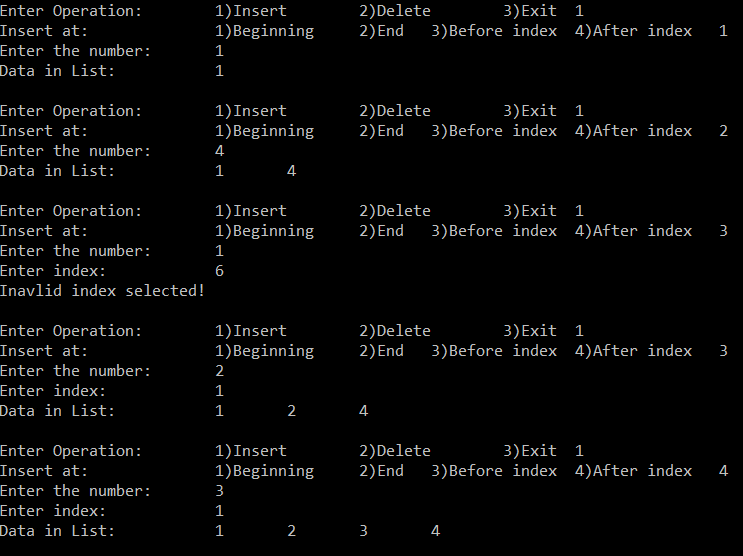 Enter Operation: 1)Insert 2)Delete 3)Exit 1
Insert at: 1)Beginning 2)End 3)Before index 4)After index 1
Enter the number: 1
Data in List: 1
Enter Operation: 1)Insert 2)Delete 3)Exit 1
Insert at: 1)Beginning 2)End 3)Before index 4)After index 2
Enter the number: 4
Data in List: 1 4
Enter Operation: 1)Insert 2)Delete 3)Exit 1
Insert at: 1)Beginning 2)End 3)Before index 4)After index 3
Enter the number: 1
Enter index: 6
Inavlid index selected!
Enter Operation: 1)Insert 2)Delete 3)Exit 1
Insert at: 1)Beginning 2)End 3)Before index 4)After index 3
Enter the number: 2
Enter index: 1
Data in List: 1 2 4
Enter Operation: 1)Insert 2)Delete 3)Exit 1
Insert at: 1)Beginning 2)End 3)Before index 4)After index 4
Enter the number: 3
Enter index: 1
Data in List: 1 2 3 4